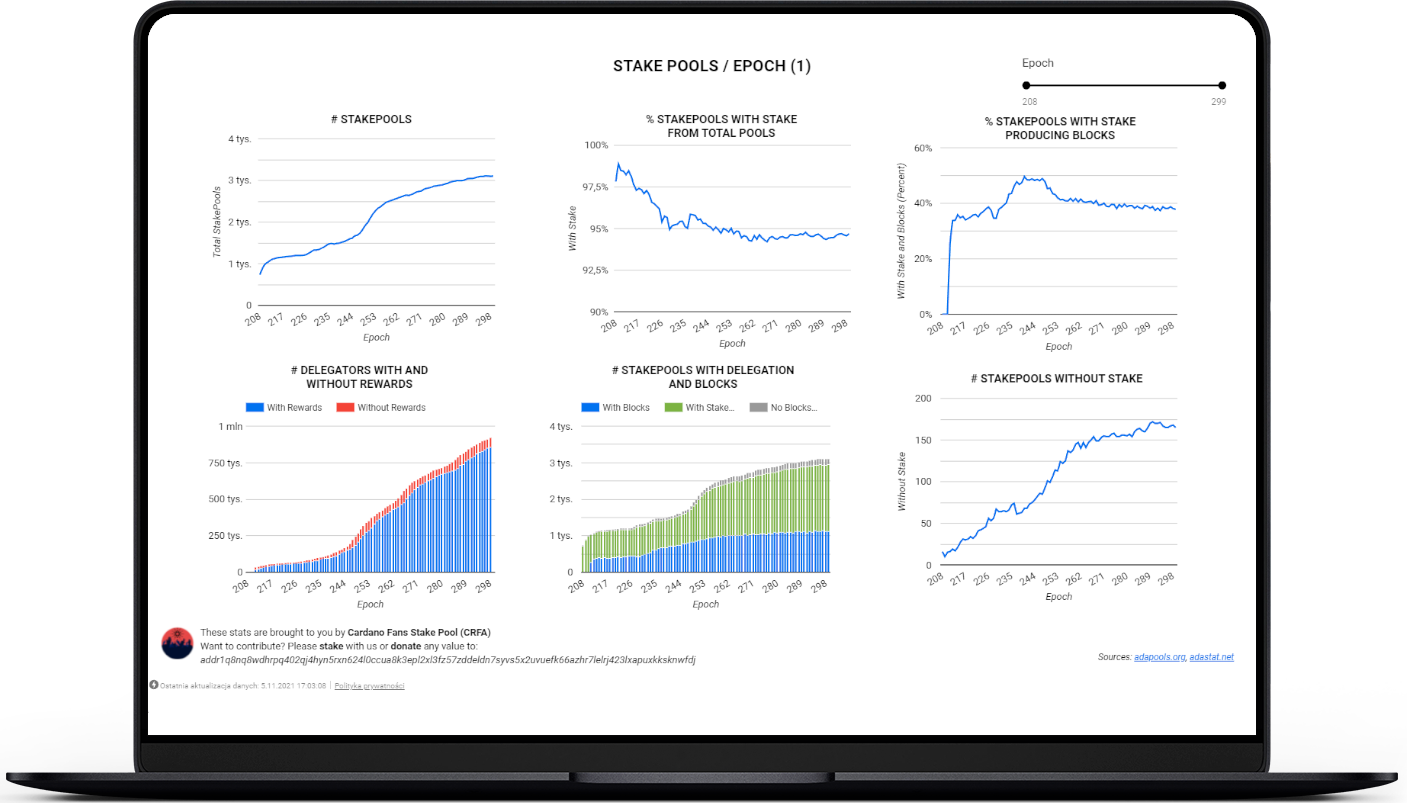 STAKE POOLS / EPOCH (1)
Epoch
208 299
# STAKEPOOLS
4 tys.
3 tys.
2 tys.
1 tys.
0
Total StakePools
208 217 226 235 244 253 262 271 280 289 298
Epoch
% STAKEPOOLS WITH STAKE
FROM TOTAL POOLS
100%
97,5%
95%
92,5%
90%
With Stake
208 217 226 235 244 253 262 271 280 289 298
Epoch
% STAKEPOOLS WITH STAKE
PRODUCING BLOCKS
60%
40%
20%
0%
With Stake and Blocks (Percent)
208 217 226 235 244 253 262 271 280 289 298
Epoch
# DELEGATORS WITH AND
WITHOUT REWARDS
With Rewards Without Rewards
1 mln
750 tys.
500 tys.
250 tys.
0
208 217 226 235 244 253 262 271 280 289 298
Epoch
# STAKEPOOLS WITH DELEGATION
AND BLOCKS
With Blocks With Stake... No Blocks...
4 tys.
3 tys.
2 tys.
1 tys.
0
208 217 226 235 244 253 262 271 280 289 298
Epoch
# STAKEPOOLS WITHOUT STAKE
200
150
100
50
0
Without Stake
208 217 226 235 244 253 262 271 280 289 298
Epoch
These stats are brought to you by Cardano Fans Stake Pool (CRFA)
Want to contribute? Please stake with us or donate any value to:
addr1q8nq8wdhrpq402qj4hyn5rxn624l0ccua8k3epl2xl3fz57zddeldn7syvs5x2uvuefk66azhr7lelrj423lxapuxkksknwfdj
Sources: adapools.org, adastat.net
Ostatnia aktualizacja danych: 5.11.2021 17:03:08 | Polityka prywatności